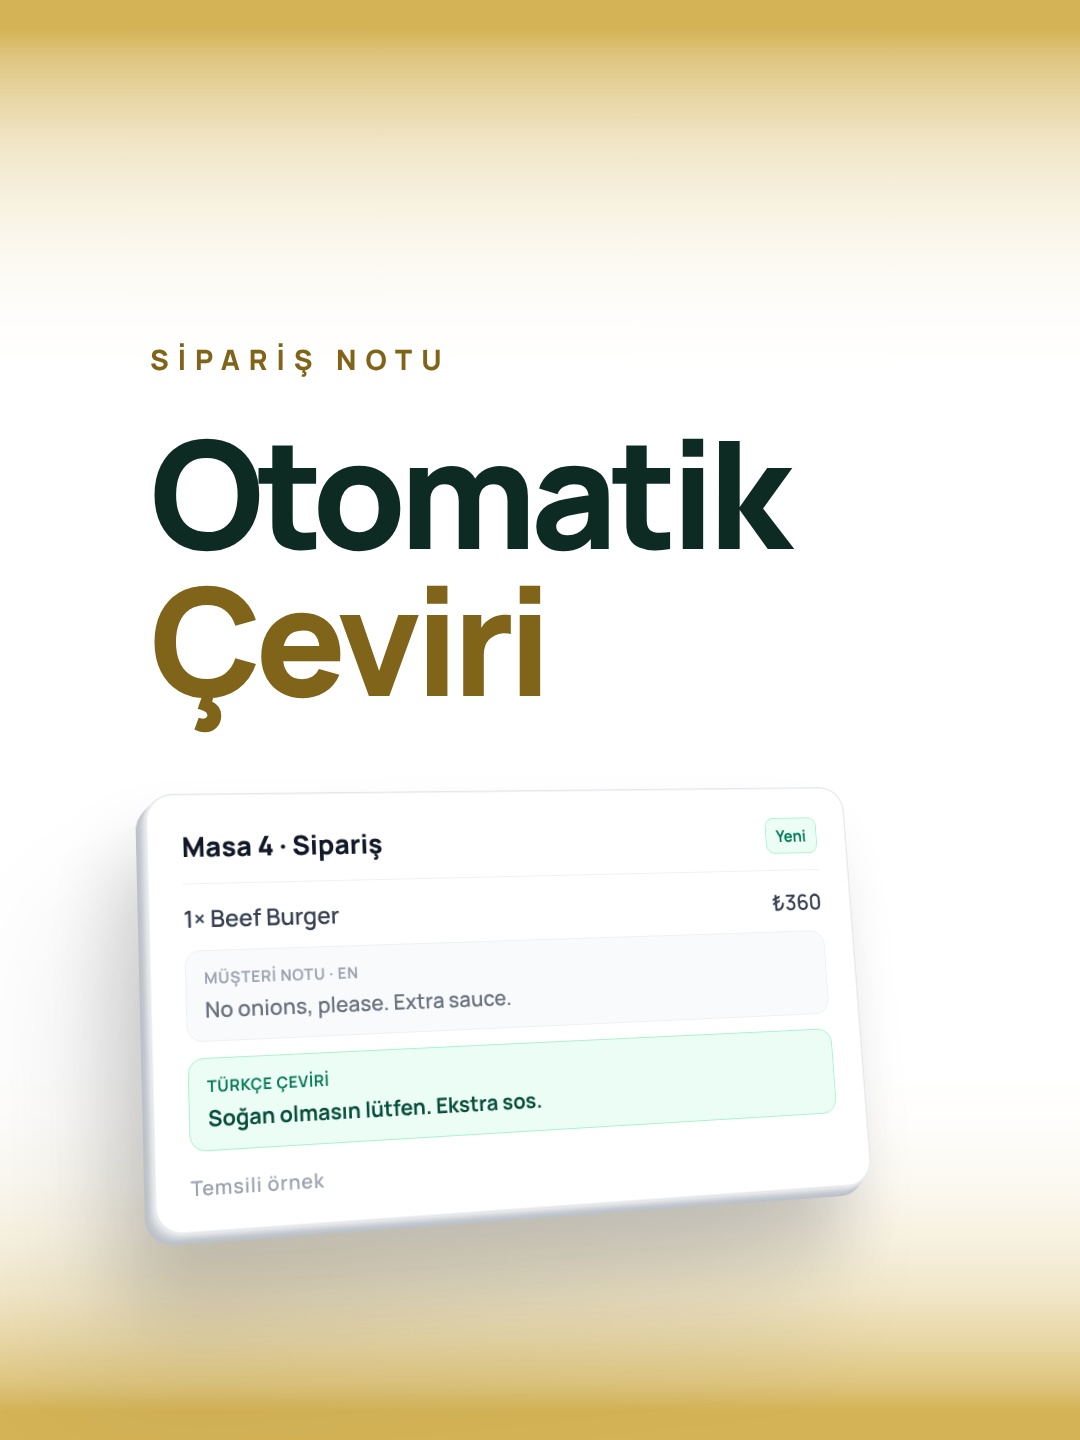 SİPARİŞ NOTU
Otomatik
Çeviri
Masa 4 · Sipariş
Yeni
1× Beef Burger
₺360
MÜŞTERİ NOTU · EN
No onions, please. Extra sauce.
TÜRKÇE ÇEVİRİ
Soğan olmasın lütfen. Ekstra sos.
Temsili örnek